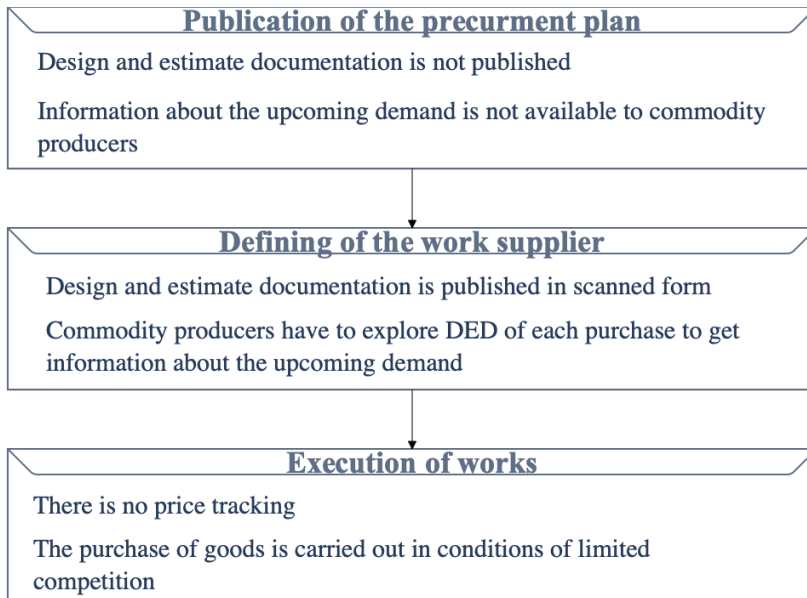 Publication of the precurment plan
Design and estimate documentation is not published
Information about the upcoming demand is not available to commodity
producers
Defining of the work supplier
Design and estimate documentation is published in scanned form
Commodity producers have to explore DED of each purchase to get
information about the upcoming demand
Execution of works
There is no price tracking
The purchase of goods is carried out in conditions of limited
competition